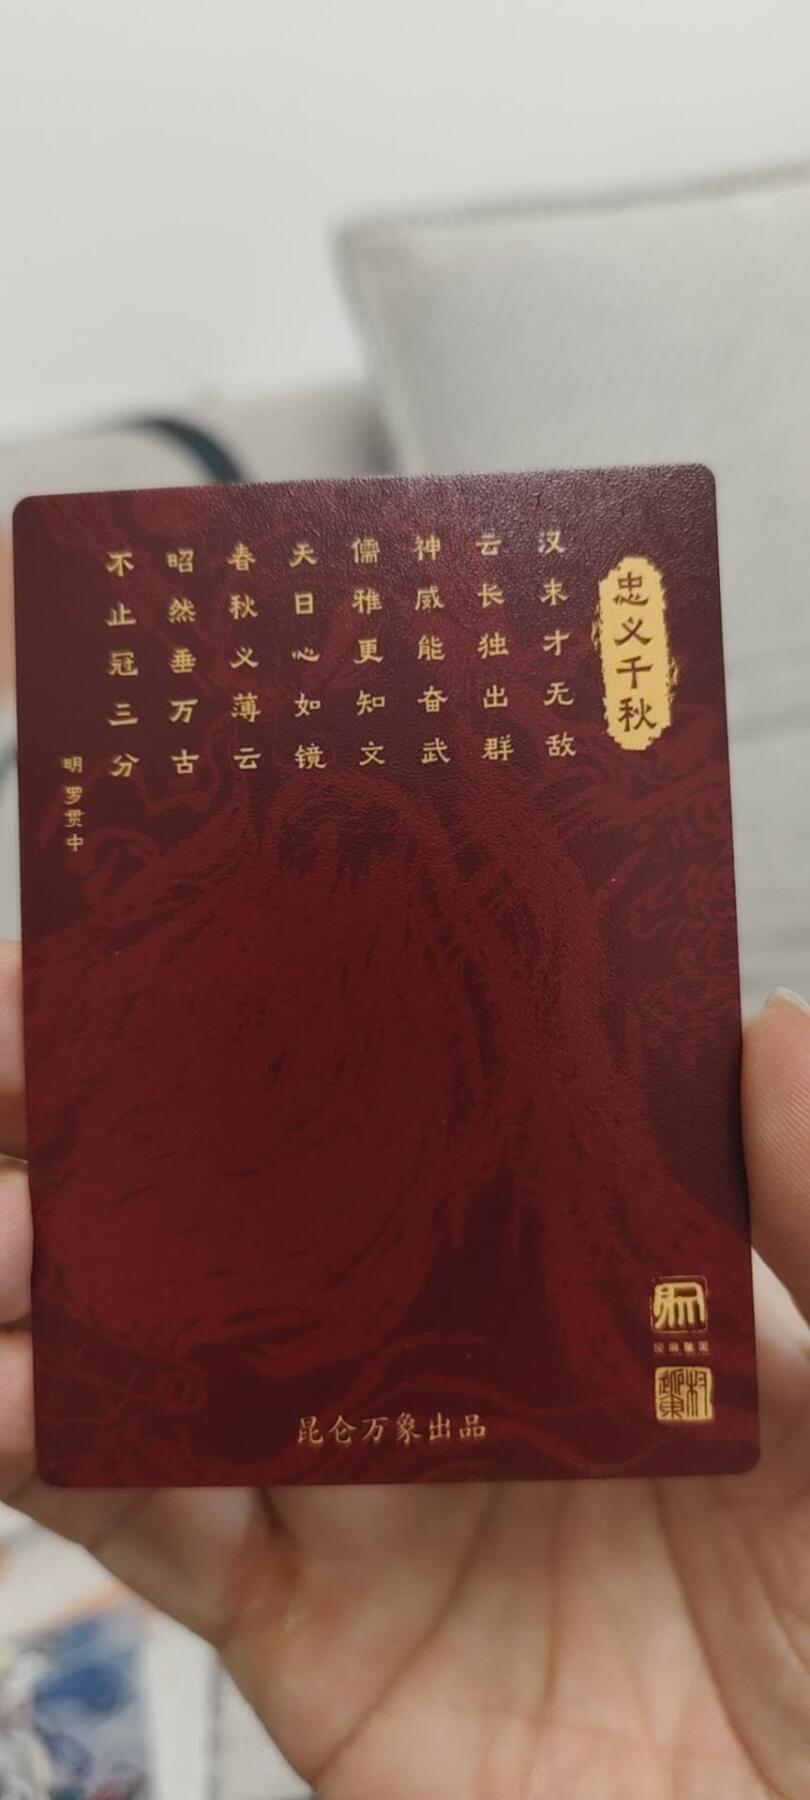 忠义千秋
汉末才无敌
云长独出群
神威能奋武
儒雅更知文
天日心如镜
春秋义薄云
昭然垂万古
不止冠三分
明 罗贯中
昆仑万象出品